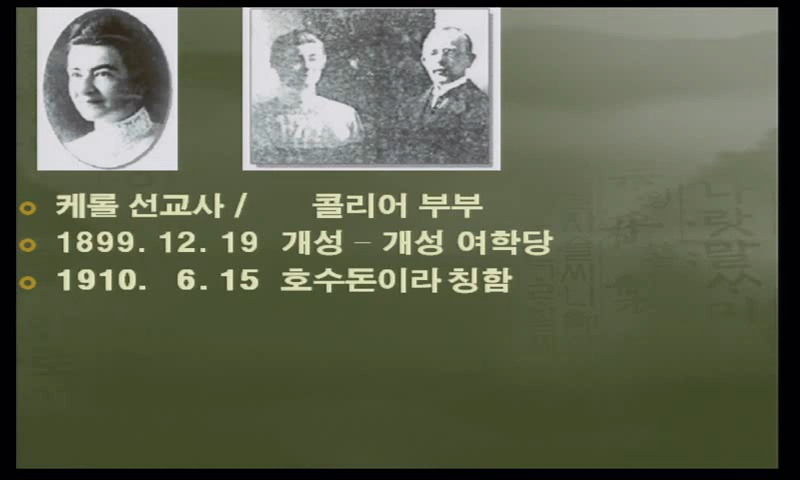 케롤 선교사 / 콜리어 부부
1899. 12. 19 개성 – 개성 여학당
1910. 6. 15 호수돈이라 칭함